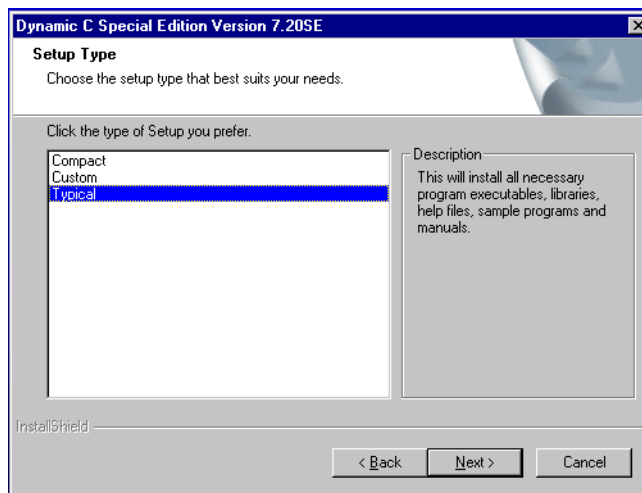 Dynamic C Special Edition Version 7.20SE
Setup Type
Choose the setup type that best suits your needs.
Click the type of Setup you prefer.
Compact
Custom
Typical
Description
This will install all necessary
program executables, libraries,
help files, sample programs and
manuals.
InstallShield
< Back
Next >
Cancel